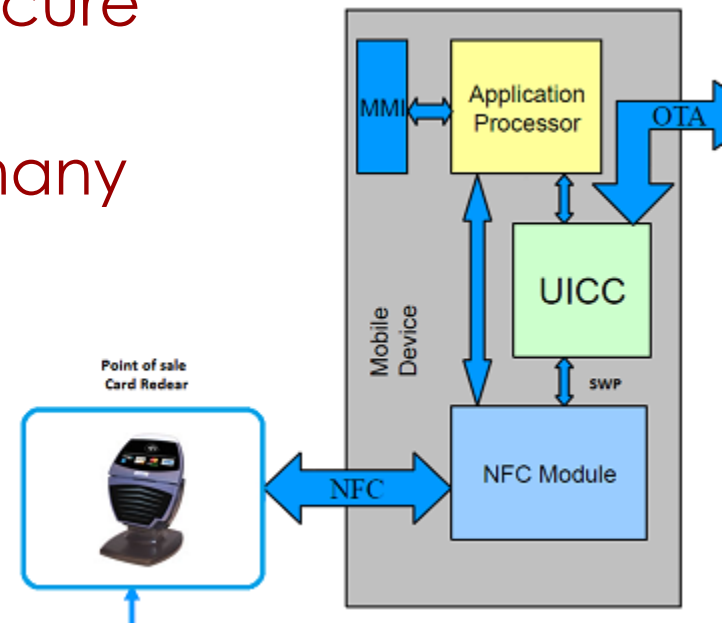 cure
nany
MMI
Application
Processor
OTA
UICC
Mobile
Device
SWP
Point of sale
Card Redear
NFC
NFC Module